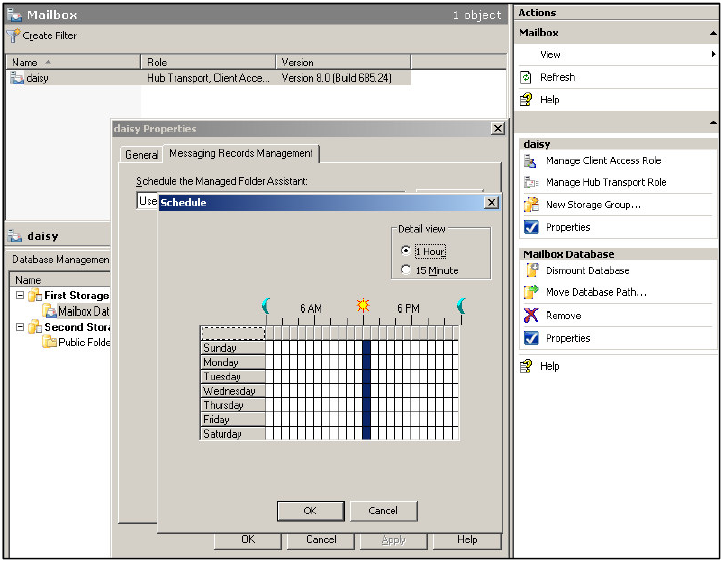 Mailbox
1 object
Create Filter
Name
Role
Version
daisy
Hub Transport, Client Acce...
Version 8.0 (Build 685.24)
daisy Properties
General
Messaging Records Management
Schedule the Managed Folder Assistant:
Use
Schedule
Detail view
1 Hour
15 Minute
6 AM
6 PM
Sunday
Monday
Tuesday
Wednesday
Thursday
Friday
Saturday
OK
Cancel
OK
Cancel
Apply
Help
daisy
Database Managemen
Name
First Storage
Mailbox Dat
Second Stora
Public Folde
Actions
Mailbox
View
Refresh
Help
daisy
Manage Client Access Role
Manage Hub Transport Role
New Storage Group...
Properties
Mailbox Database
Dismount Database
Move Database Path...
Remove
Properties
Help